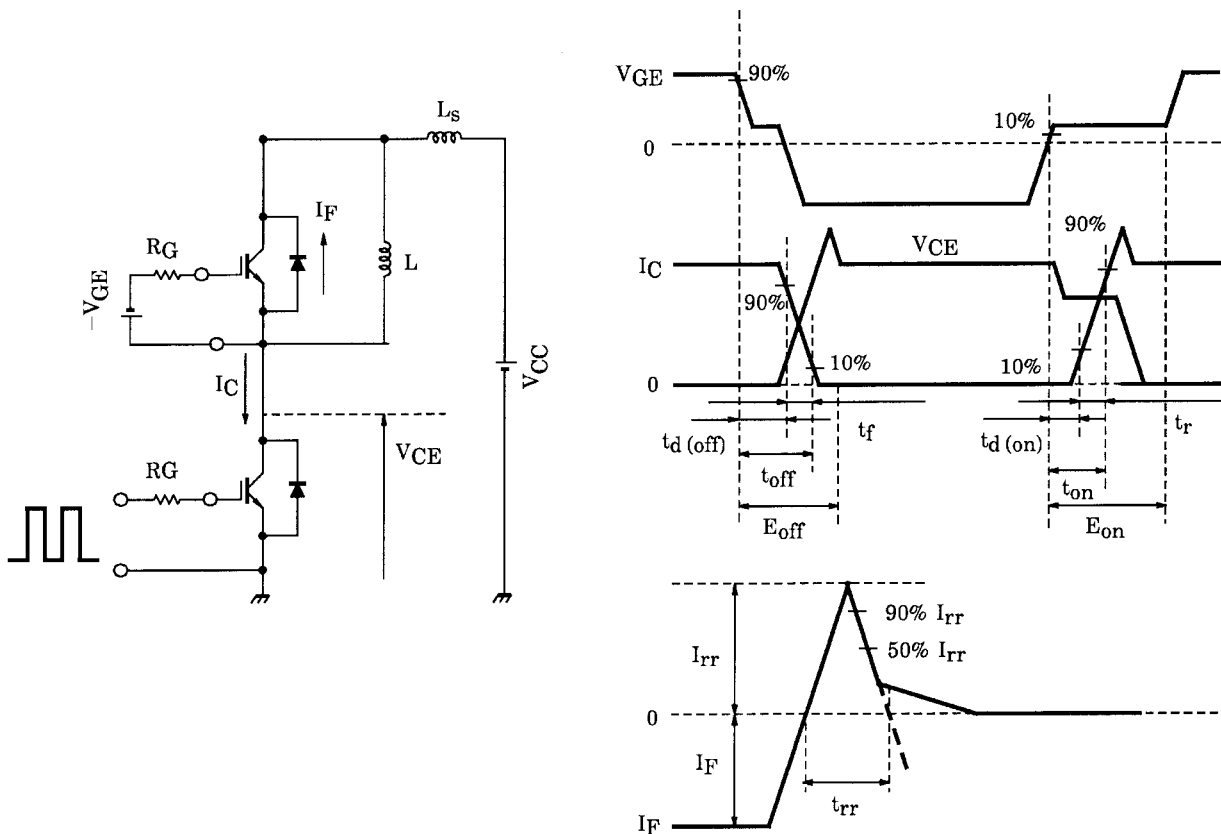 LS
IF
RG
L
-VGE
VCC
IC
VCE
RG
VGE
90%
10%
0
90%
VCE
IC
90%
10%
10%
0
td (off)
tf
td (on)
tr
toff
ton
Eoff
Eon
90% Irr
50% Irr
Irr
0
IF
trr
IF